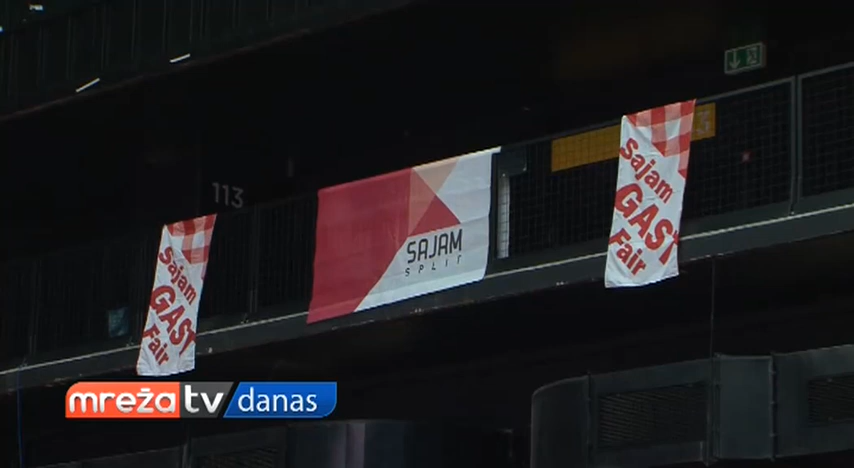 113
Sajam
GAST
Fair
SAJAM
SPLIT
Sajam
GAST
Fair
mreža tv danas